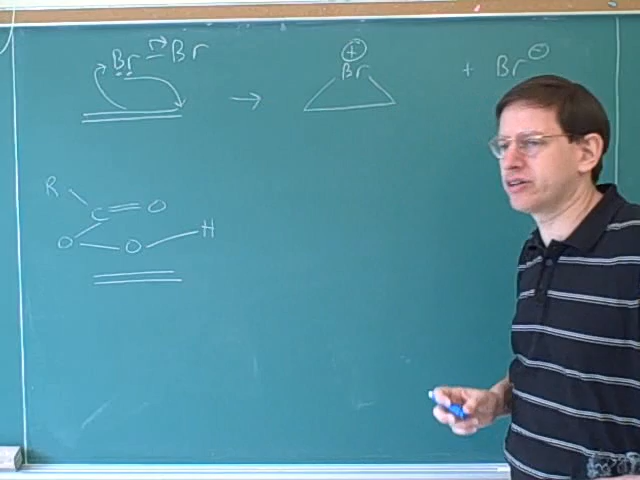 Br - Br
⊕
Br
+ Br ⊖
R
C = O
O - O - H